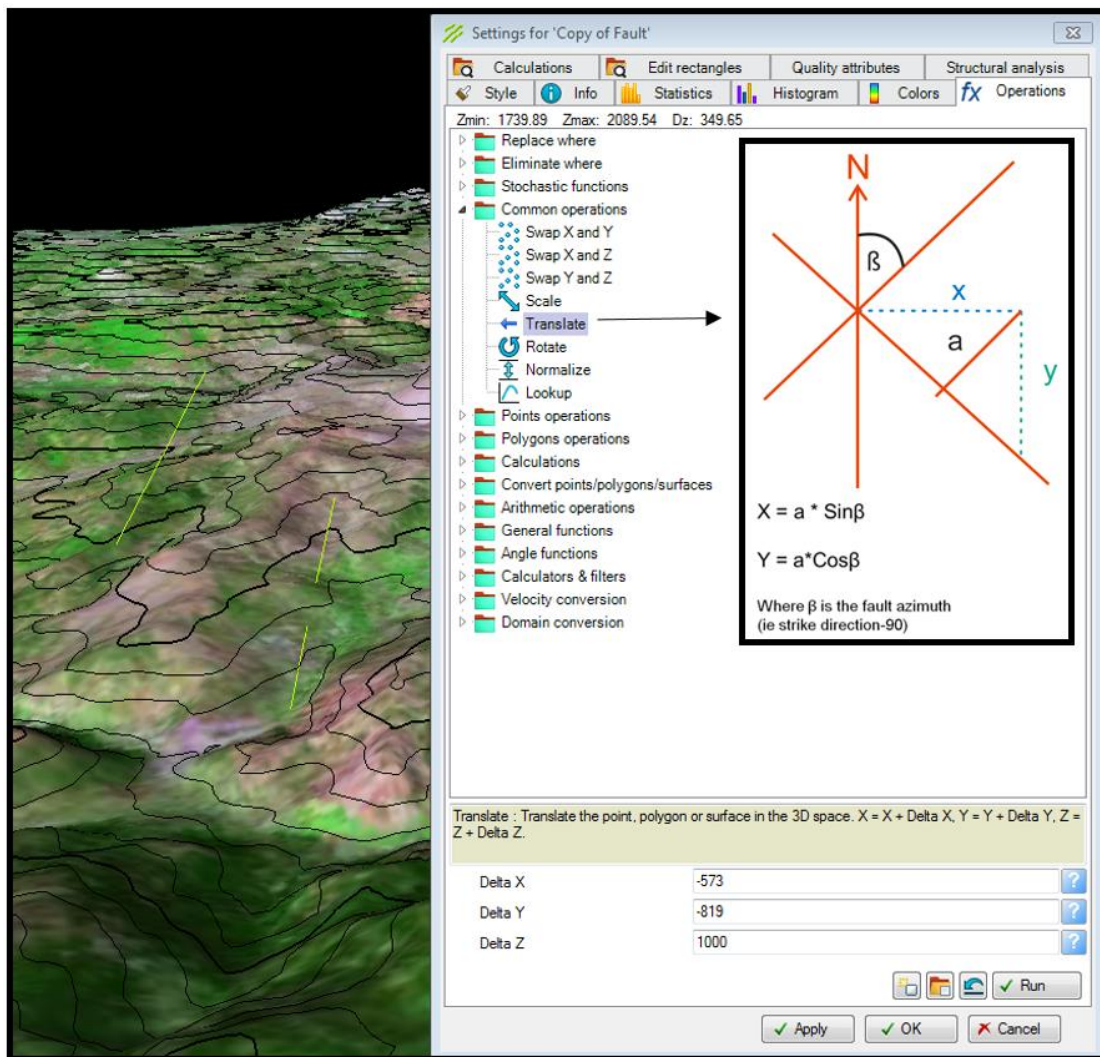 Settings for 'Copy of Fault'
Calculations Edit rectangles Quality attributes Structural analysis
Style Info Statistics Histogram Colors fx Operations
Zmin: 1739.89 Zmax: 2089.54 Dz: 349.65
Replace where
Eliminate where
Stochastic functions
Common operations
Swap X and Y
Swap X and Z
Swap Y and Z
Scale
Translate
Rotate
Normalize
Lookup
Points operations
Polygons operations
Calculations
Convert points/polygons/surfaces
Arithmetic operations
General functions
Angle functions
Calculators & filters
Velocity conversion
Domain conversion
N
ß
x
a
y
X = a * Sinβ
Y = a*Cosβ
Where β is the fault azimuth
(ie strike direction-90)
Translate : Translate the point, polygon or surface in the 3D space. X = X + Delta X, Y = Y + Delta Y, Z =
Z + Delta Z.
Delta X -573 ?
Delta Y -819 ?
Delta Z 1000 ?
Run
Apply OK Cancel